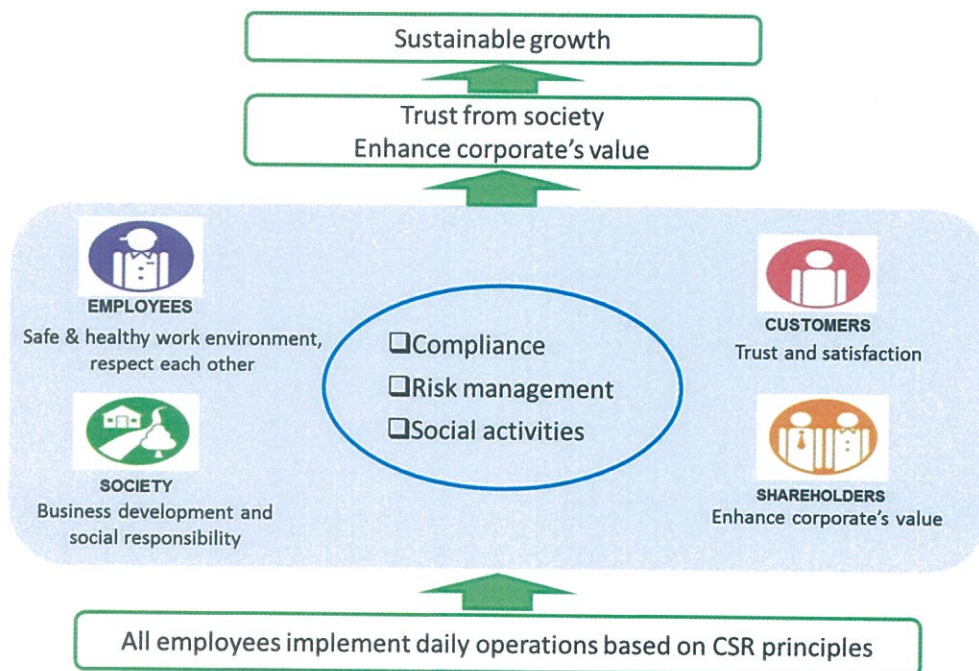 Sustainable growth
Trust from society
Enhance corporate's value
EMPLOYEES
Safe & healthy work environment,
respect each other
❑Compliance
❑Risk management
❑Social activities
CUSTOMERS
Trust and satisfaction
SOCIETY
Business development and
social responsibility
SHAREHOLDERS
Enhance corporate's value
All employees implement daily operations based on CSR principles